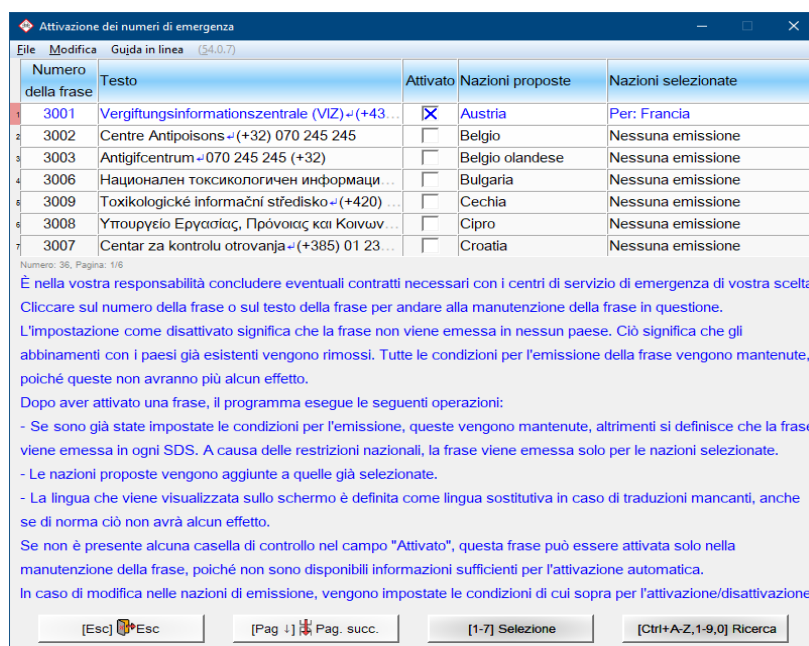 Attivazione dei numeri di emergenza
File Modifica Guida in linea (S4.0.7)
Numero della frase Testo Attivato Nazioni proposte Nazioni selezionate
1 3001 Vergiftungsinformationszentrale (VIZ)↵(+43... Austria Per: Francia
2 3002 Centre Antipoisons↵(+32) 070 245 245 Belgio Nessuna emissione
3 3003 Antigifcentrum↵070 245 245 (+32) Belgio olandese Nessuna emissione
4 3006 Национален токсикологичен информаци... Bulgaria Nessuna emissione
5 3009 Toxikologické informační středisko↵(+420) ... Cechia Nessuna emissione
6 3008 Υπουργείο Εργασίας, Πρόνοιας και Κοινων... Cipro Nessuna emissione
7 3007 Centar za kontrolu otrovanja↵(+385) 01 23... Croatia Nessuna emissione
Numero: 36, Pagina: 1/6
È nella vostra responsabilità concludere eventuali contratti necessari con i centri di servizio di emergenza di vostra scelta
Cliccare sul numero della frase o sul testo della frase per andare alla manutenzione della frase in questione.
L'impostazione come disattivato significa che la frase non viene emessa in nessun paese. Ciò significa che gli
abbinamenti con i paesi già esistenti vengono rimossi. Tutte le condizioni per l'emissione della frase vengono mantenute,
poiché queste non avranno più alcun effetto.
Dopo aver attivato una frase, il programma esegue le seguenti operazioni:
- Se sono già state impostate le condizioni per l'emissione, queste vengono mantenute, altrimenti si definisce che la frase
viene emessa in ogni SDS. A causa delle restrizioni nazionali, la frase viene emessa solo per le nazioni selezionate.
- Le nazioni proposte vengono aggiunte a quelle già selezionate.
- La lingua che viene visualizzata sullo schermo è definita come lingua sostitutiva in caso di traduzioni mancanti, anche
se di norma ciò non avrà alcun effetto.
Se non è presente alcuna casella di controllo nel campo "Attivato", questa frase può essere attivata solo nella
manutenzione della frase, poiché non sono disponibili informazioni sufficienti per l'attivazione automatica.
In caso di modifica nelle nazioni di emissione, vengono impostate le condizioni di cui sopra per l'attivazione/disattivazione
[Esc] Esc [Pag ↓] Pag. succ. [1-7] Selezione [Ctrl+A-Z,1-9,0] Ricerca